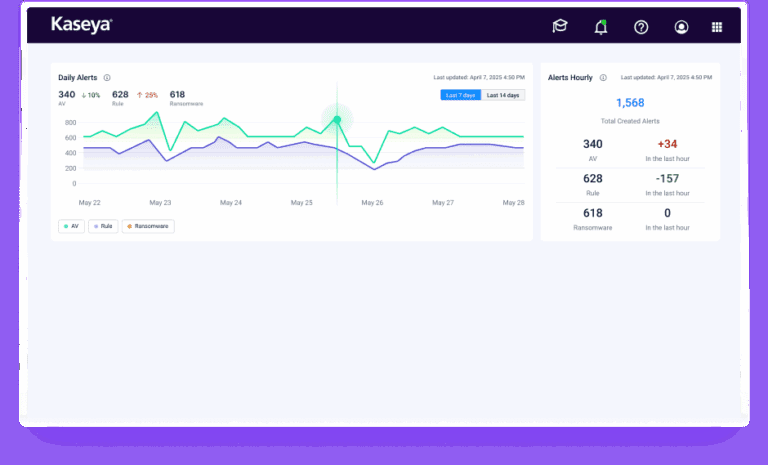 Kaseya
Daily Alerts
Last updated: April 7, 2025 4:50 PM
340 ↓ 10% 628 ↑ 25% 618
AV Rule Ransomware
Last 7 days Last 14 days
800
600
400
200
0
May 22 May 23 May 24 May 25 May 26 May 27 May 28
AV Rule Ransomware
Alerts Hourly
Last updated: April 7, 2025 4:50 PM
1,568
Total Created Alerts
340 +34
AV In the last hour
628 -157
Rule In the last hour
618 0
Ransomware In the last hour